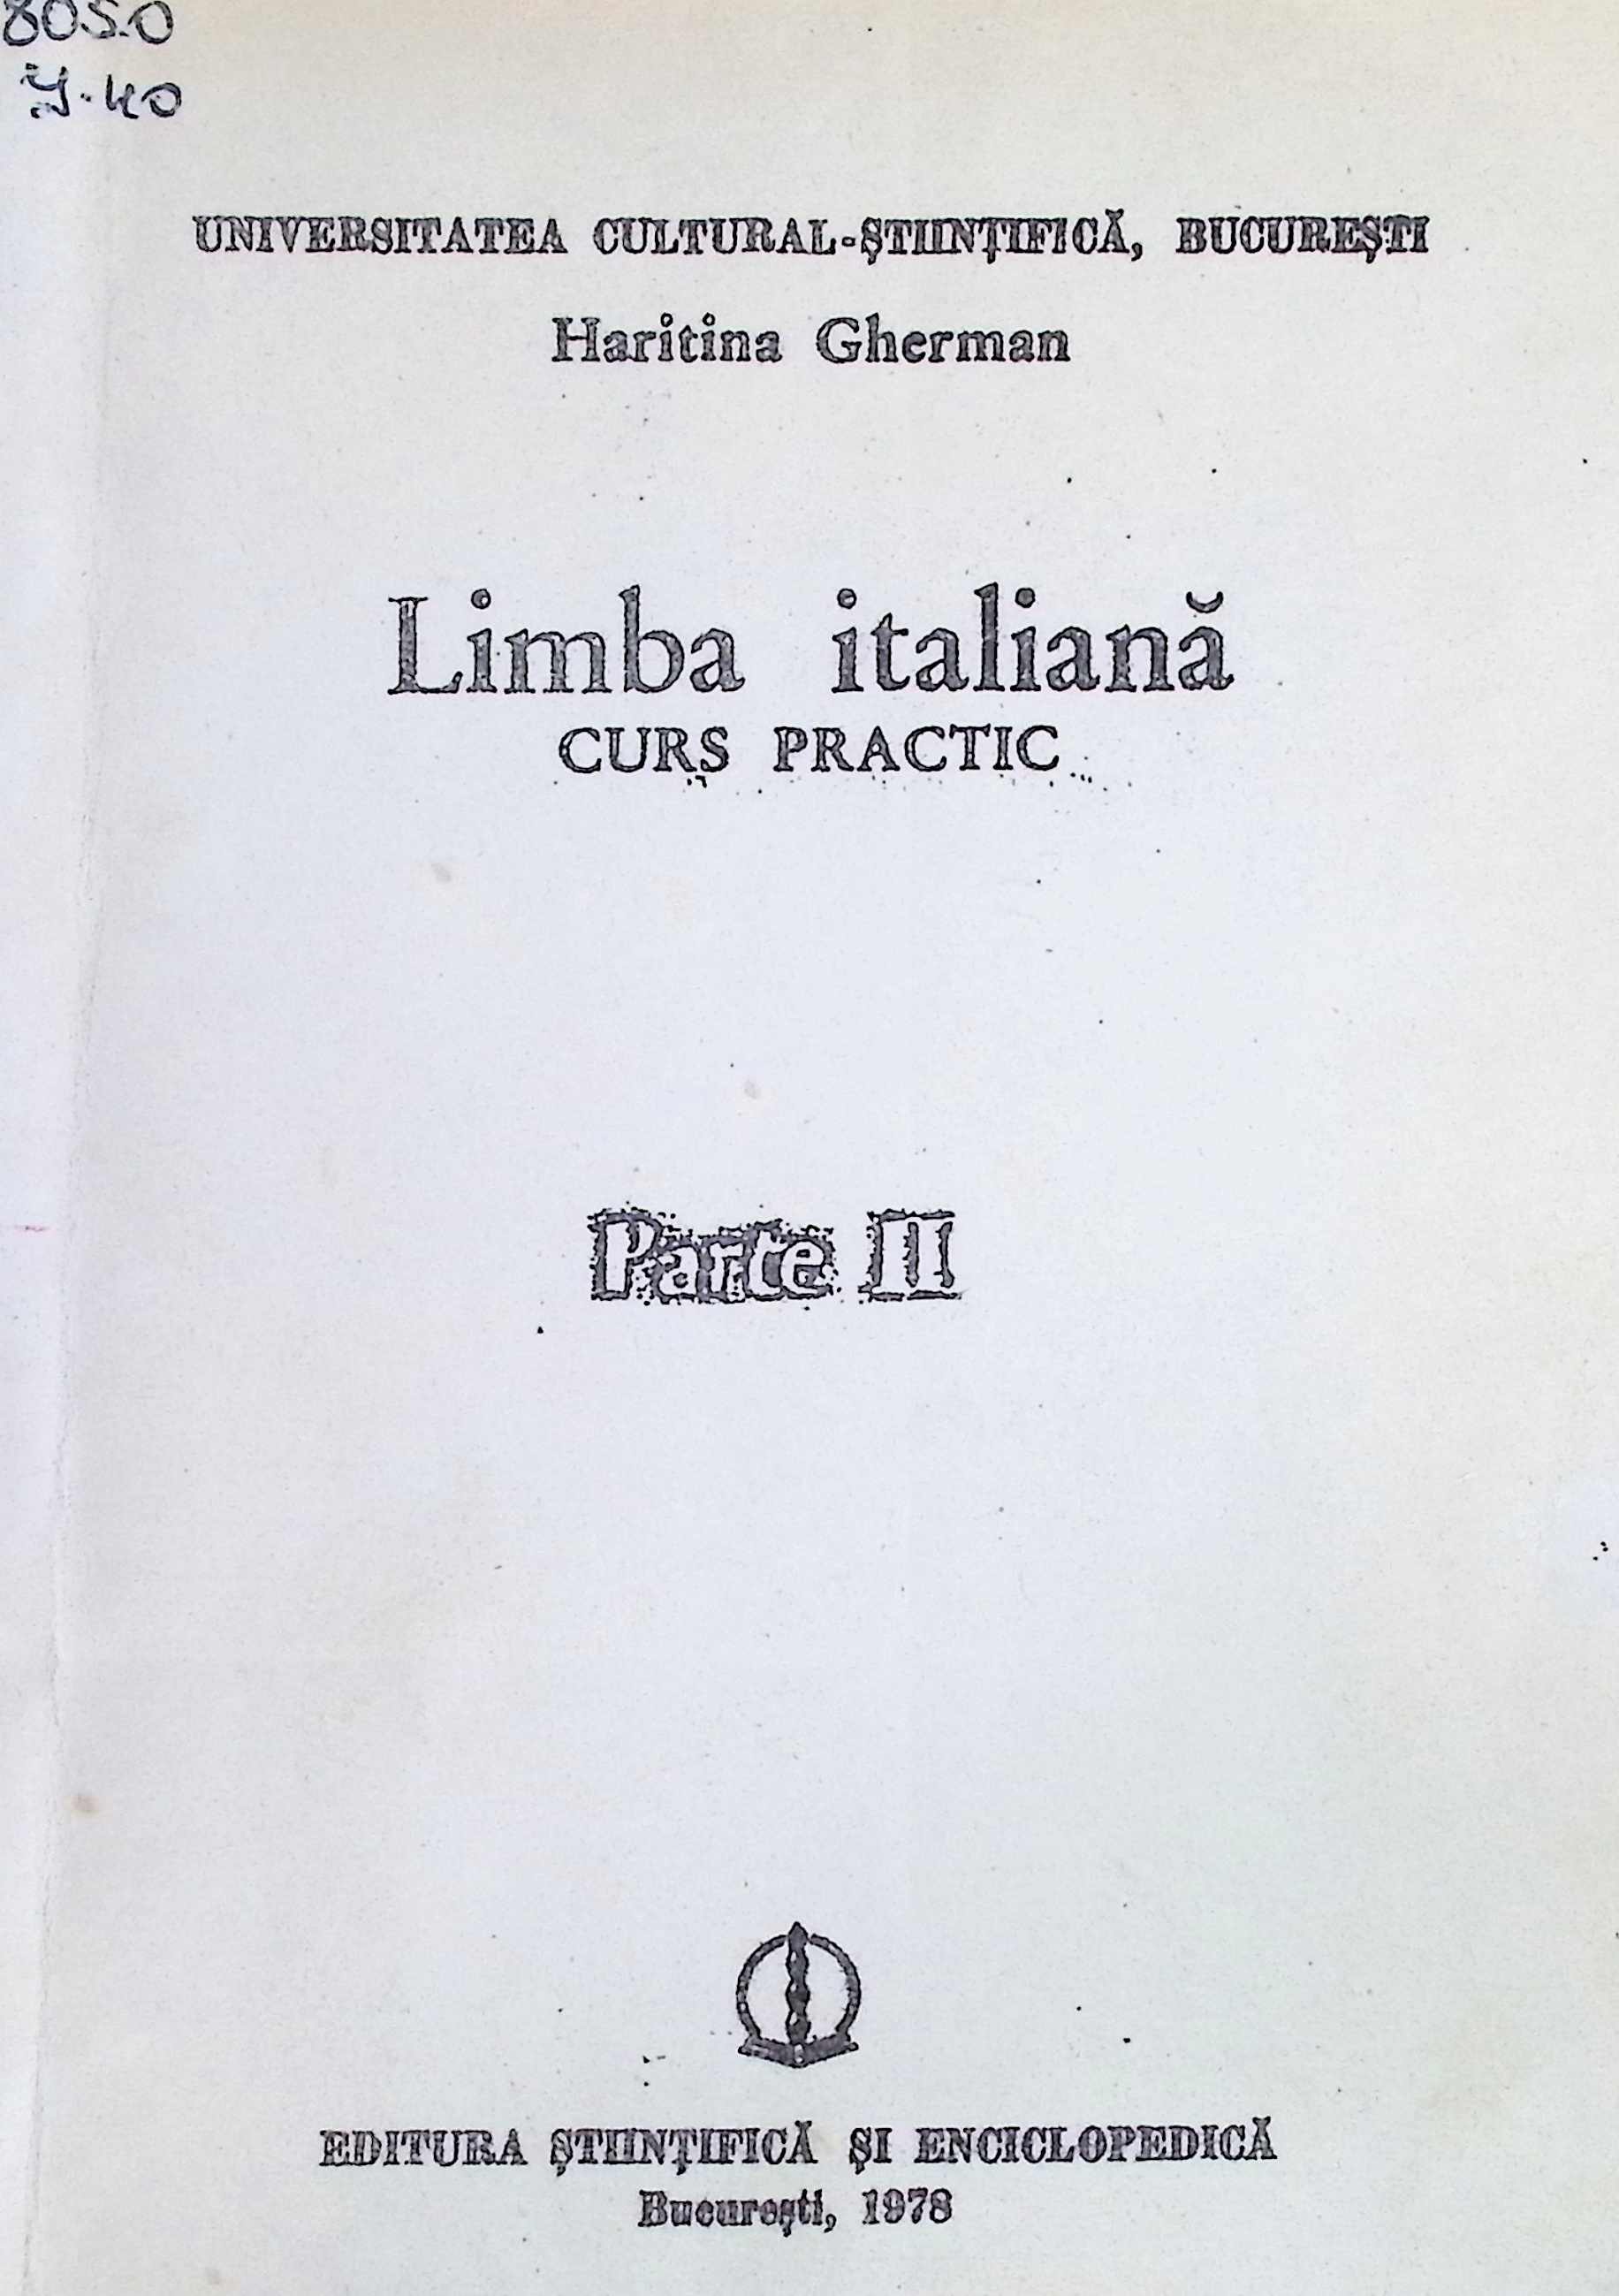 8050
I-40
UNIVERSITATEA CULTURAL-ŞTIINŢIFICĂ, BUCUREŞTI
Haritina Gherman
Limba italiană
CURS PRACTIC
Parte II
EDITURA ŞTIINŢIFICĂ ŞI ENCICLOPEDICĂ
Bucureşti, 1978